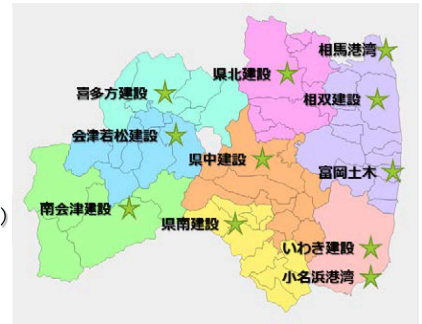 相馬港湾
県北建設
喜多方建設
相双建設
会津若松建設
県中建設
富岡土木
南会津建設
)
県南建設
いわき建設
小名浜港湾